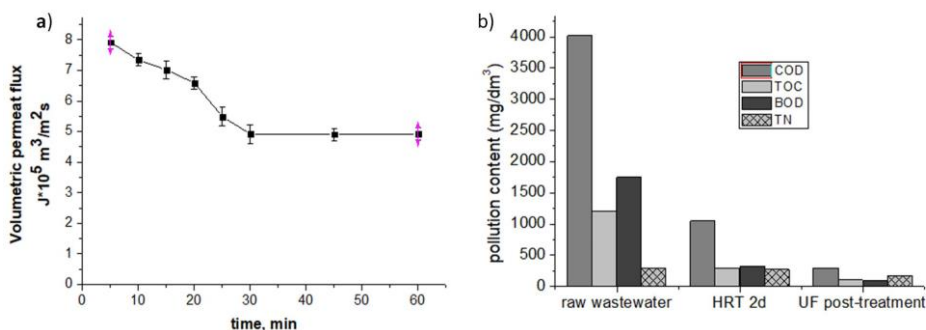 a)
Volumetric permeat flux
J*10⁵ m³/m²s
8
7
6
5
4
3
2
1
0
0 10 20 30 40 50 60
time, min
b)
pollution content (mg/dm³)
4000
3500
3000
2500
2000
1500
1000
500
0
COD
TOC
BOD
TN
raw wastewater HRT 2d UF post-treatment